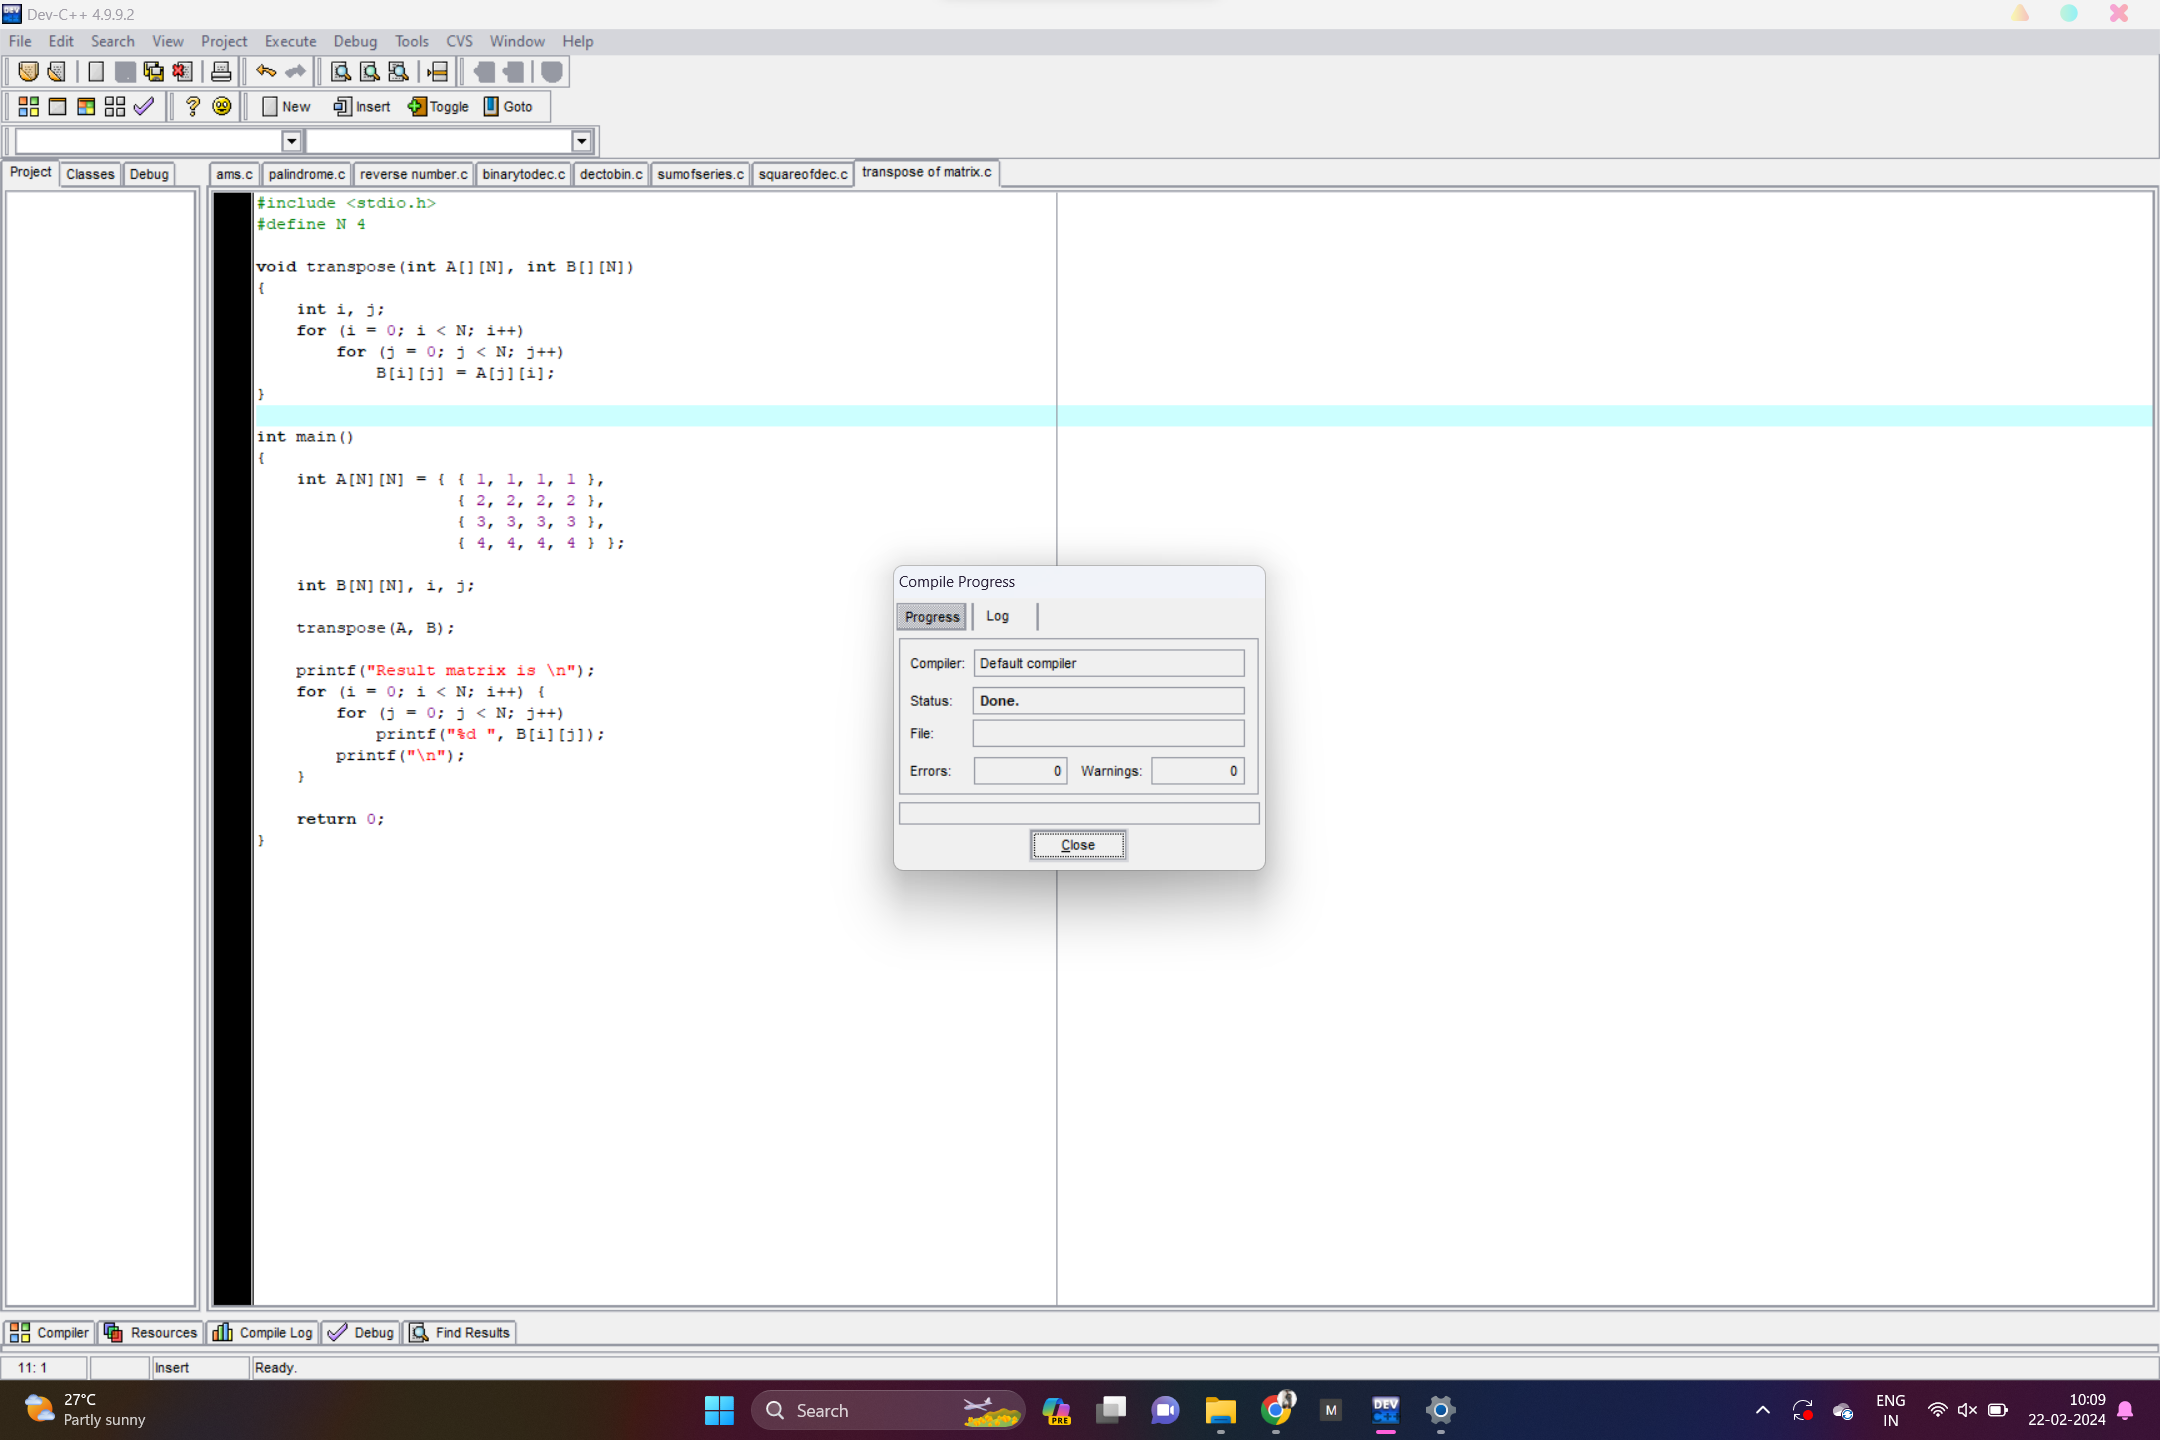 Dev-C++ 4.9.9.2
File Edit Search View Project Execute Debug Tools CVS Window Help
New Insert Toggle Goto
Project Classes Debug
ams.c palindrome.c reverse number.c binarytodec.c dectobin.c sumofseries.c squareofdec.c transpose of matrix.c
#include <stdio.h>
#define N 4
void transpose(int A[][N], int B[][N])
{
    int i, j;
    for (i = 0; i < N; i++)
        for (j = 0; j < N; j++)
            B[i][j] = A[j][i];
}
int main()
{
    int A[N][N] = { { 1, 1, 1, 1 },
                    { 2, 2, 2, 2 },
                    { 3, 3, 3, 3 },
                    { 4, 4, 4, 4 } };
    int B[N][N], i, j;
    transpose(A, B);
    printf("Result matrix is \n");
    for (i = 0; i < N; i++) {
        for (j = 0; j < N; j++)
            printf("%d ", B[i][j]);
        printf("\n");
    }
    return 0;
}
Compile Progress
Progress Log
Compiler: Default compiler
Status: Done.
File:
Errors: 0 Warnings: 0
Close
Compiler Resources Compile Log Debug Find Results
11: 1 Insert Ready.
27°C
Partly sunny
Search
PRE
M
DEV
C++
ENG
IN
10:09
22-02-2024